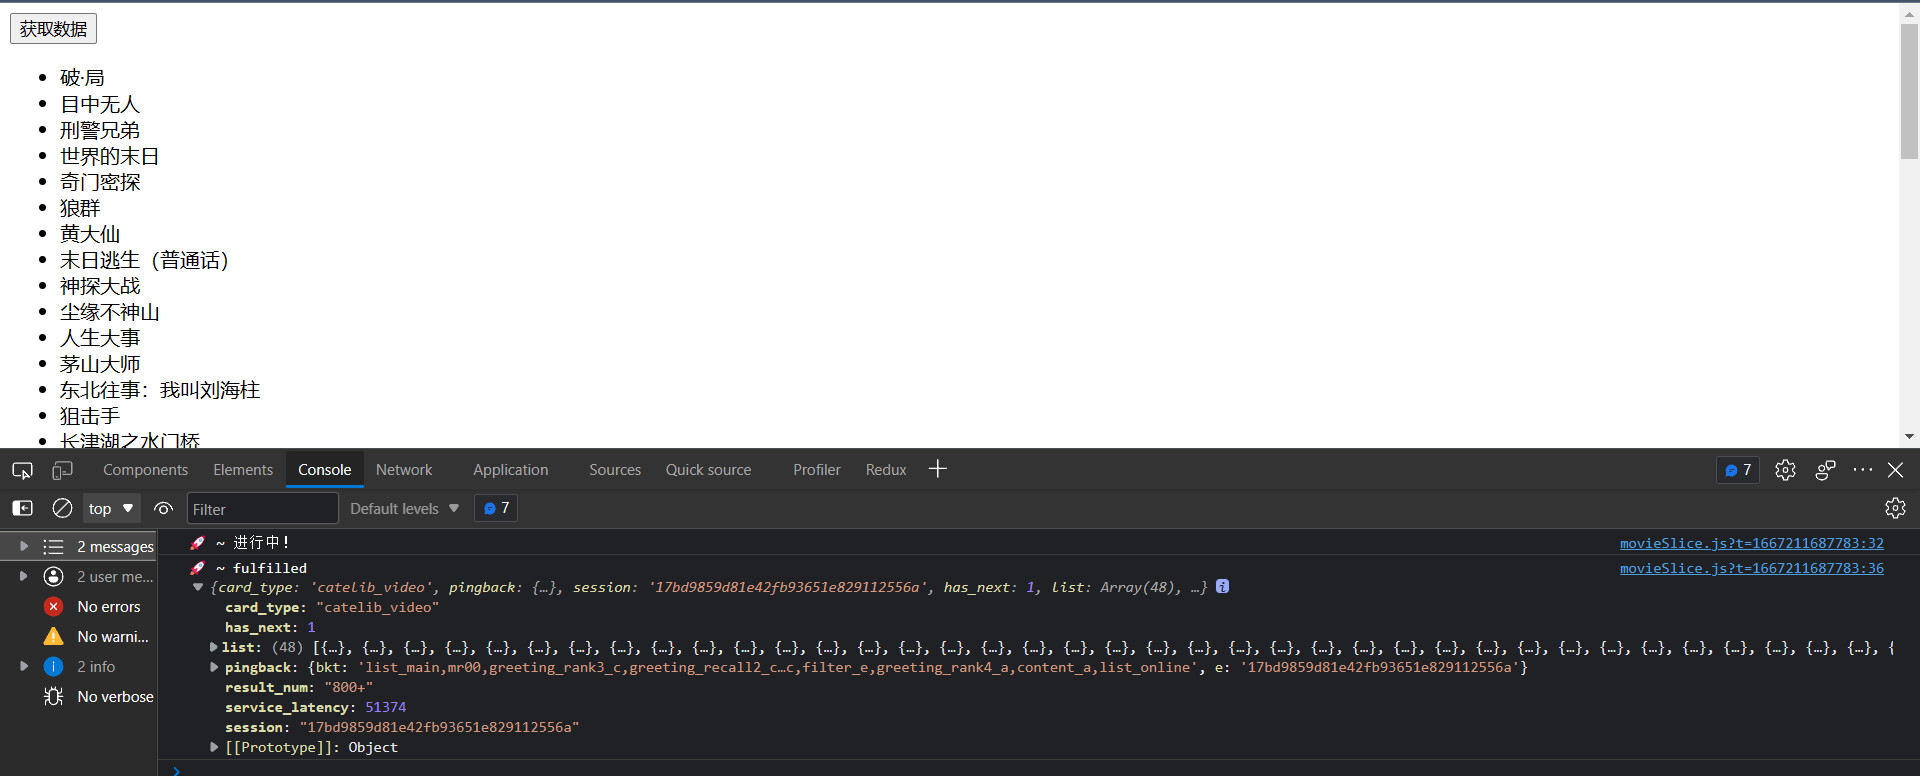 获取数据
破·局
目中无人
刑警兄弟
世界的末日
奇门密探
狼群
黄大仙
末日逃生（普通话）
神探大战
尘缘不神山
人生大事
茅山大师
东北往事：我叫刘海柱
狙击手
长津湖之水门桥
Components Elements Console Network Application Sources Quick source Profiler Redux 7
top Filter Default levels 7
2 messages
2 user me...
No errors
No warni...
2 info
No verbose
🚀 ~ 进行中! movieSlice.js?t=1667211687783:32
🚀 ~ fulfilled movieSlice.js?t=1667211687783:36
{card_type: 'catelib_video', pingback: {…}, session: '17bd9859d81e42fb93651e829112556a', has_next: 1, list: Array(48), …}
card_type: "catelib_video"
has_next: 1
list: (48) [{…}, {…}, {…}, {…}, {…}, {…}, {…}, {…}, {…}, {…}, {…}, {…}, {…}, {…}, {…}, {…}, {…}, {…}, {…}, {…}, {…}, {…}, {…}, {…}, {…}, {…}, {…}, {…}, {…}, {…}, {…}, {…}, {…}, {…}, {…}, {…}, {…}, {…}, {
pingback: {bkt: 'list_main,mr00,greeting_rank3_c,greeting_recall2_c…c,filter_e,greeting_rank4_a,content_a,list_online', e: '17bd9859d81e42fb93651e829112556a'}
result_num: "800+"
service_latency: 51374
session: "17bd9859d81e42fb93651e829112556a"
[[Prototype]]: Object